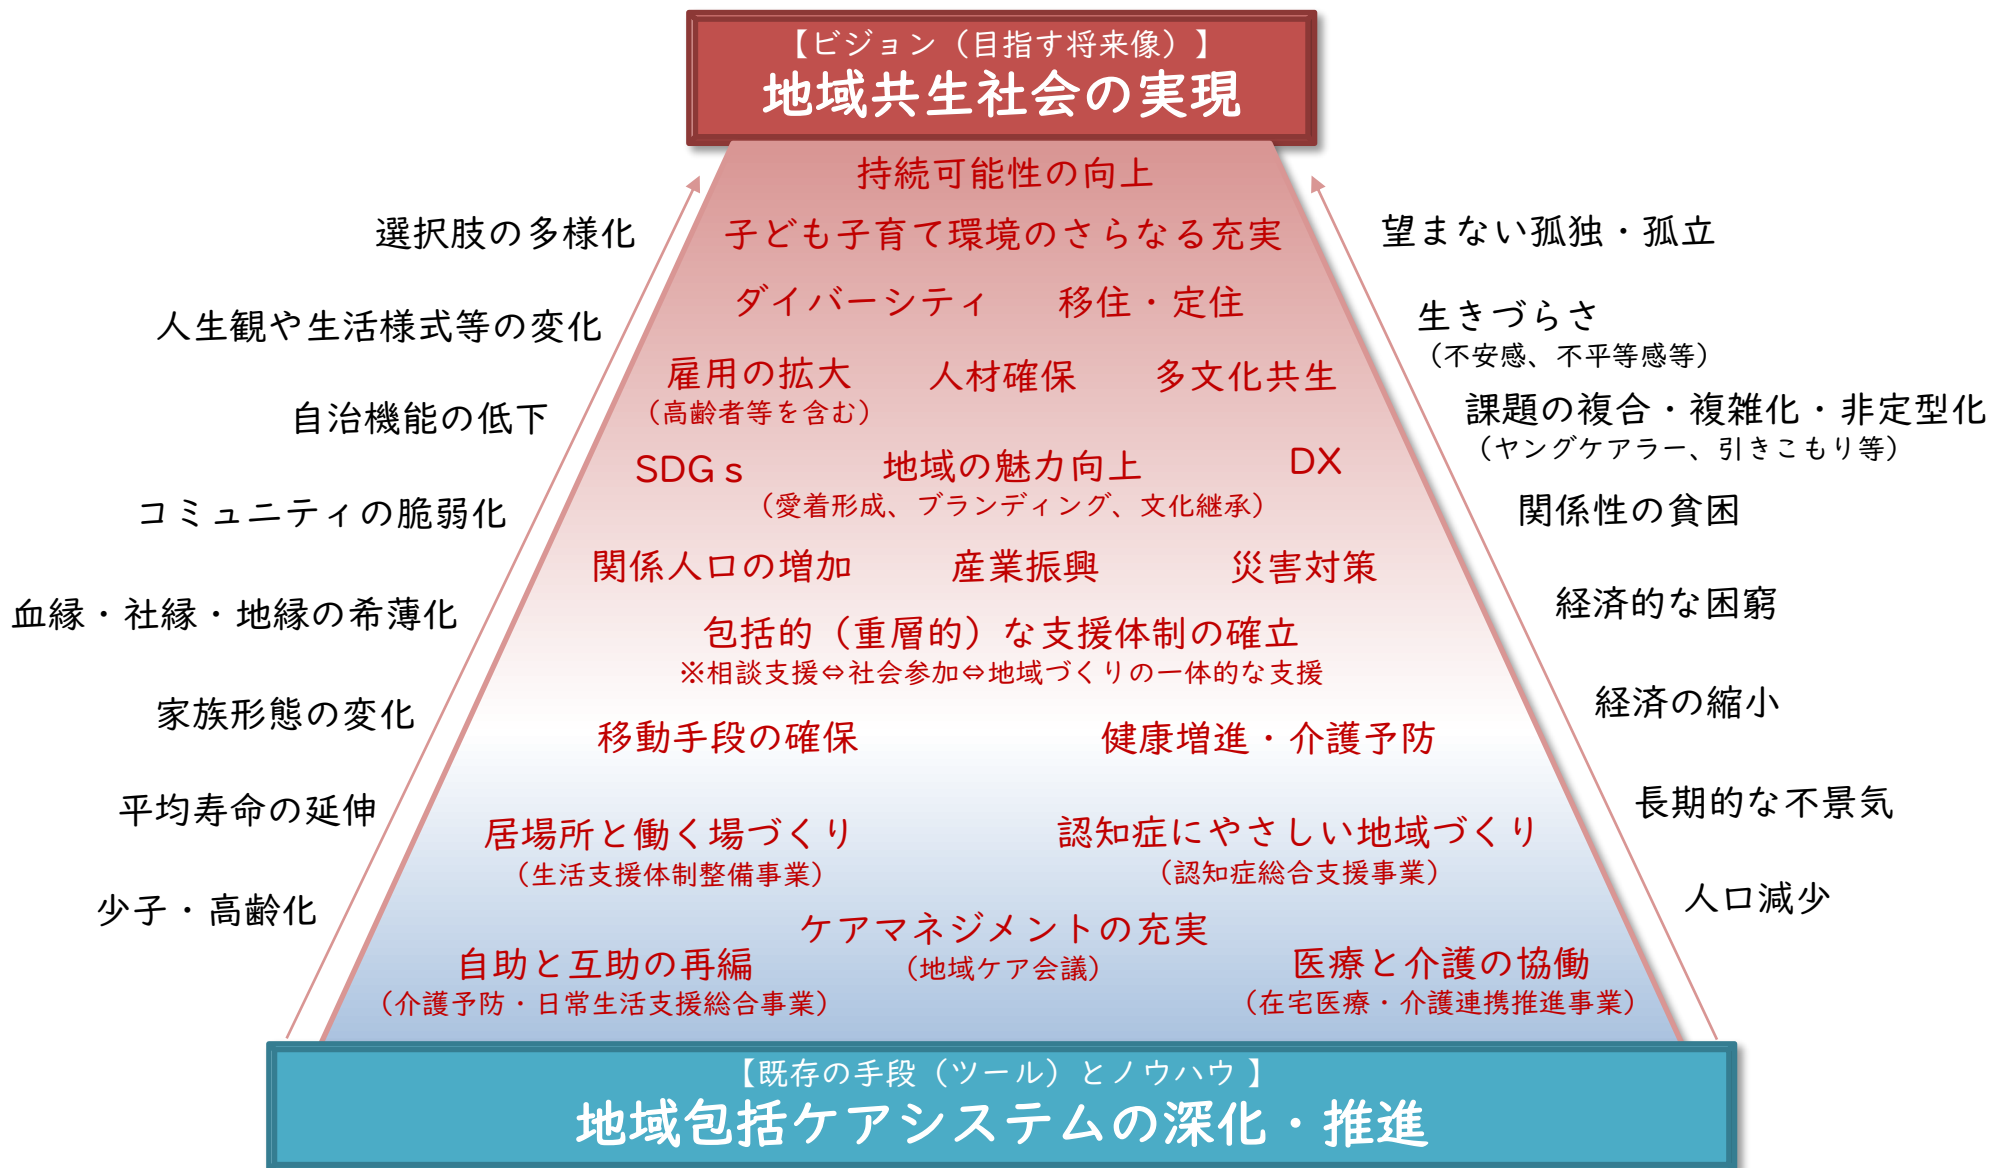 【ビジョン（目指す将来像）】
地域共生社会の実現
持続可能性の向上
選択肢の多様化
子ども子育て環境のさらなる充実
望まない孤独・孤立
人生観や生活様式等の変化
ダイバーシティ
移住・定住
生きづらさ
（不安感、不平等感等）
雇用の拡大
（高齢者等を含む）
人材確保
多文化共生
自治機能の低下
課題の複合・複雑化・非定型化
（ヤングケアラー、引きこもり等）
SDGｓ
地域の魅力向上
（愛着形成、ブランディング、文化継承）
DX
コミュニティの脆弱化
関係性の貧困
関係人口の増加
産業振興
災害対策
血縁・社縁・地縁の希薄化
包括的（重層的）な支援体制の確立
※相談支援⇔社会参加⇔地域づくりの一体的な支援
経済的な困窮
家族形態の変化
移動手段の確保
健康増進・介護予防
経済の縮小
平均寿命の延伸
居場所と働く場づくり
（生活支援体制整備事業）
認知症にやさしい地域づくり
（認知症総合支援事業）
長期的な不景気
少子・高齢化
ケアマネジメントの充実
（地域ケア会議）
人口減少
自助と互助の再編
（介護予防・日常生活支援総合事業）
医療と介護の協働
（在宅医療・介護連携推進事業）
【既存の手段（ツール）とノウハウ 】
地域包括ケアシステムの深化・推進